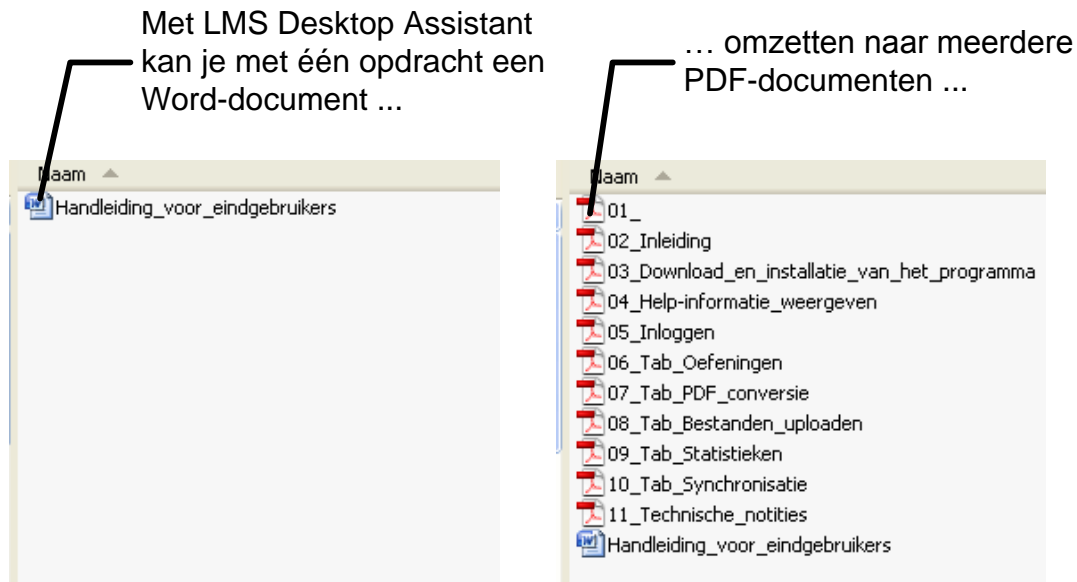 Met LMS Desktop Assistant
kan je met één opdracht een
Word-document ...
… omzetten naar meerdere
PDF-documenten ...
Naam
Handleiding_voor_eindgebruikers
Naam
01_
02_Inleiding
03_Download_en_installatie_van_het_programma
04_Help-informatie_weergeven
05_Inloggen
06_Tab_Oefeningen
07_Tab_PDF_conversie
08_Tab_Bestanden_uploaden
09_Tab_Statistieken
10_Tab_Synchronisatie
11_Technische_notities
Handleiding_voor_eindgebruikers